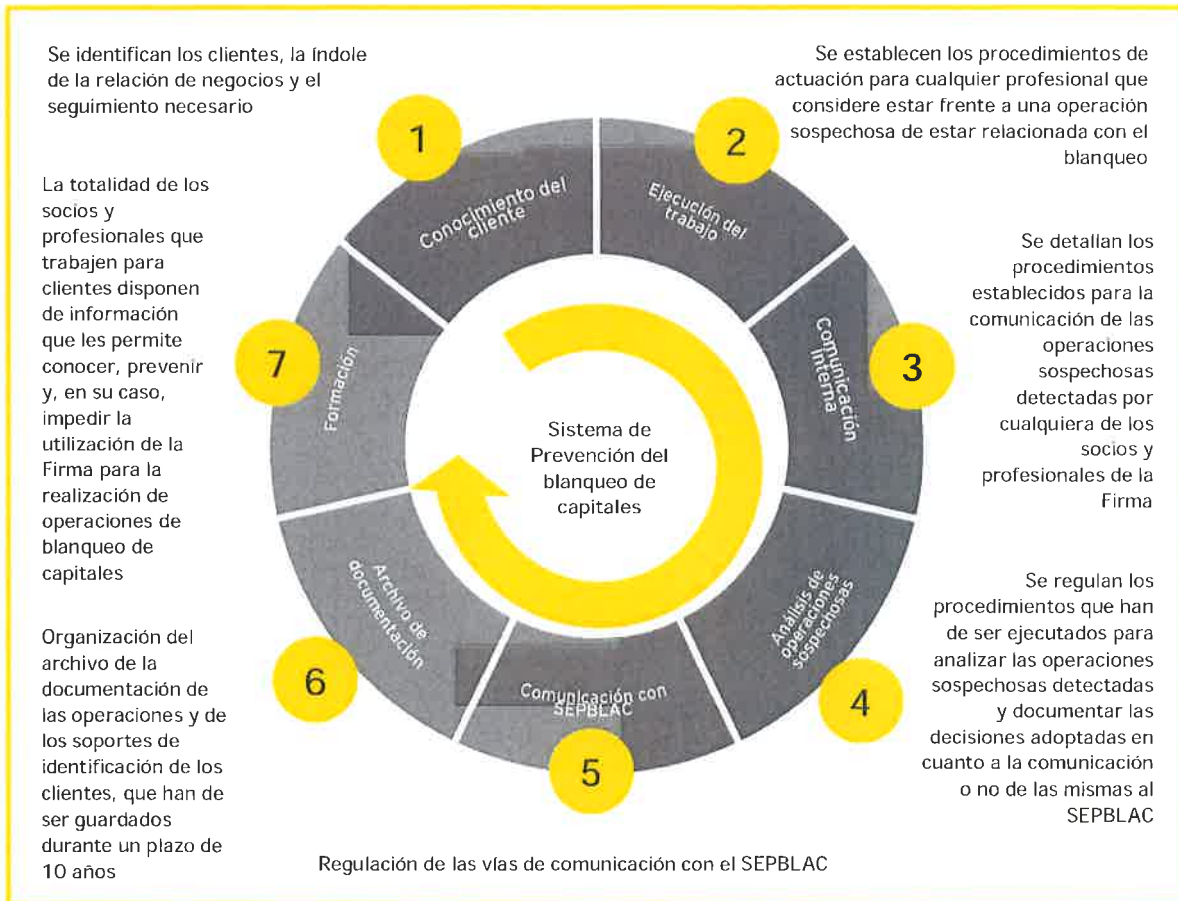 Se identifican los clientes, la índole
de la relación de negocios y el
seguimiento necesario
1
Conocimiento del
cliente
Se establecen los procedimientos de
actuación para cualquier profesional que
considere estar frente a una operación
sospechosa de estar relacionada con el
blanqueo
2
Ejecución del
trabajo
Se detallan los
procedimientos
establecidos para la
comunicación de las
operaciones
sospechosas
detectadas por
cualquiera de los
socios y
profesionales de la
Firma
3
Comunicación
interna
Se regulan los
procedimientos que han
de ser ejecutados para
analizar las operaciones
sospechosas detectadas
y documentar las
decisiones adoptadas en
cuanto a la comunicación
o no de las mismas al
SEPBLAC
4
Análisis de
operaciones
sospechosas
5
Comunicación con
SEPBLAC
Regulación de las vías de comunicación con el SEPBLAC
6
Archivo de
documentación
Organización del
archivo de la
documentación de
las operaciones y de
los soportes de
identificación de los
clientes, que han de
ser guardados
durante un plazo de
10 años
7
Formación
La totalidad de los
socios y
profesionales que
trabajen para
clientes disponen
de información
que les permite
conocer, prevenir
y, en su caso,
impedir la
utilización de la
Firma para la
realización de
operaciones de
blanqueo de
capitales
Sistema de
Prevención del
blanqueo de
capitales